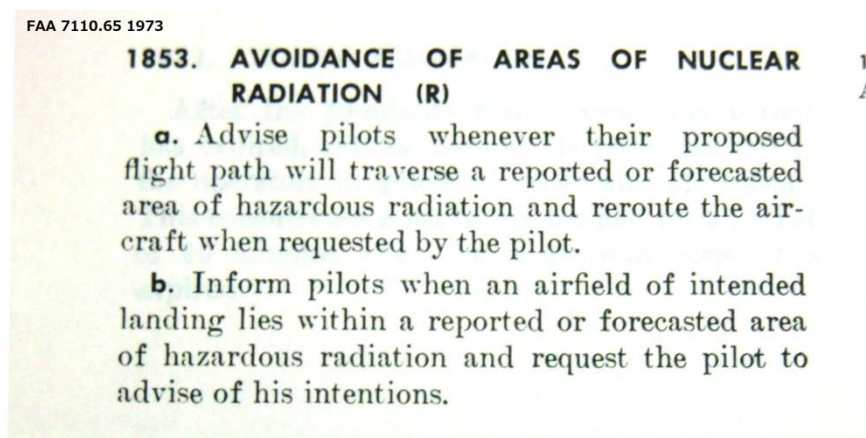 FAA 7110.65 1973
1853. AVOIDANCE OF AREAS OF NUCLEAR
RADIATION (R)
a. Advise pilots whenever their proposed
flight path will traverse a reported or forecasted
area of hazardous radiation and reroute the air-
craft when requested by the pilot.
b. Inform pilots when an airfield of intended
landing lies within a reported or forecasted area
of hazardous radiation and request the pilot to
advise of his intentions.